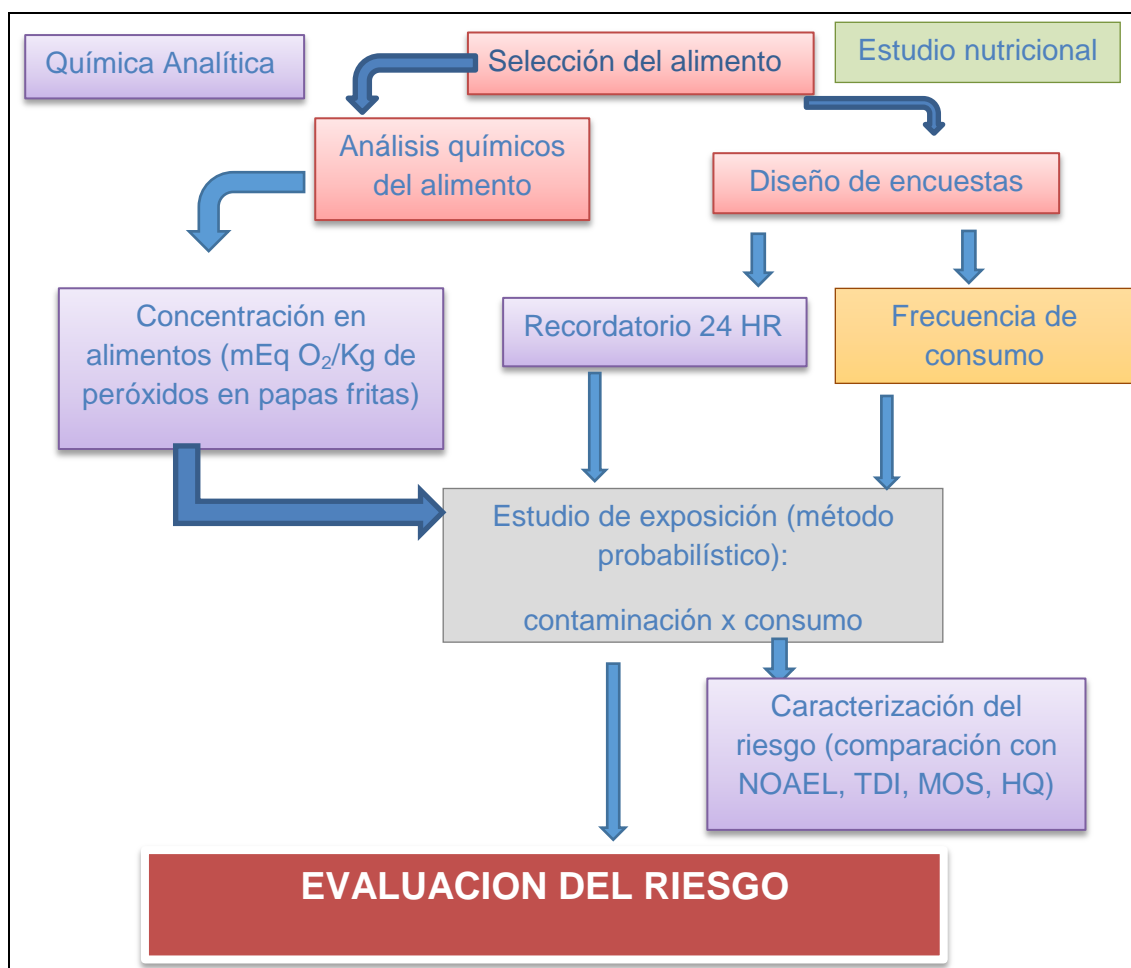 Química Analítica
Selección del alimento
Estudio nutricional
Análisis químicos
del alimento
Diseño de encuestas
Concentración en
alimentos (mEq O₂/Kg de
peróxidos en papas fritas)
Recordatorio 24 HR
Frecuencia de
consumo
Estudio de exposición (método
probabilístico):
contaminación x consumo
Caracterización del
riesgo (comparación con
NOAEL, TDI, MOS, HQ)
EVALUACION DEL RIESGO